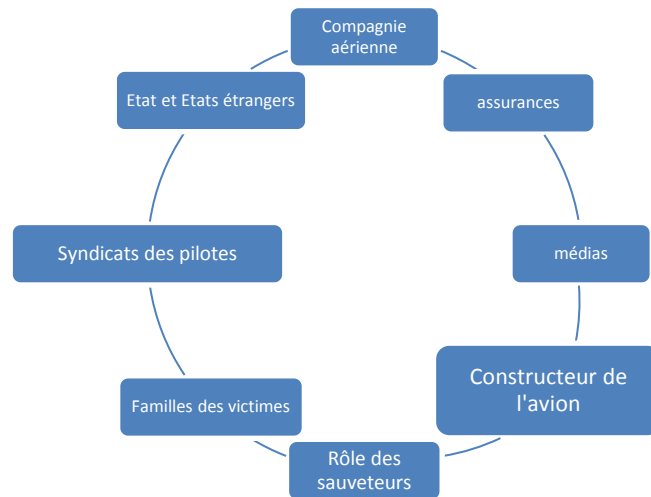 Compagnie
aérienne
assurances
médias
Constructeur de
l'avion
Rôle des
sauveteurs
Familles des victimes
Syndicats des pilotes
Etat et Etats étrangers